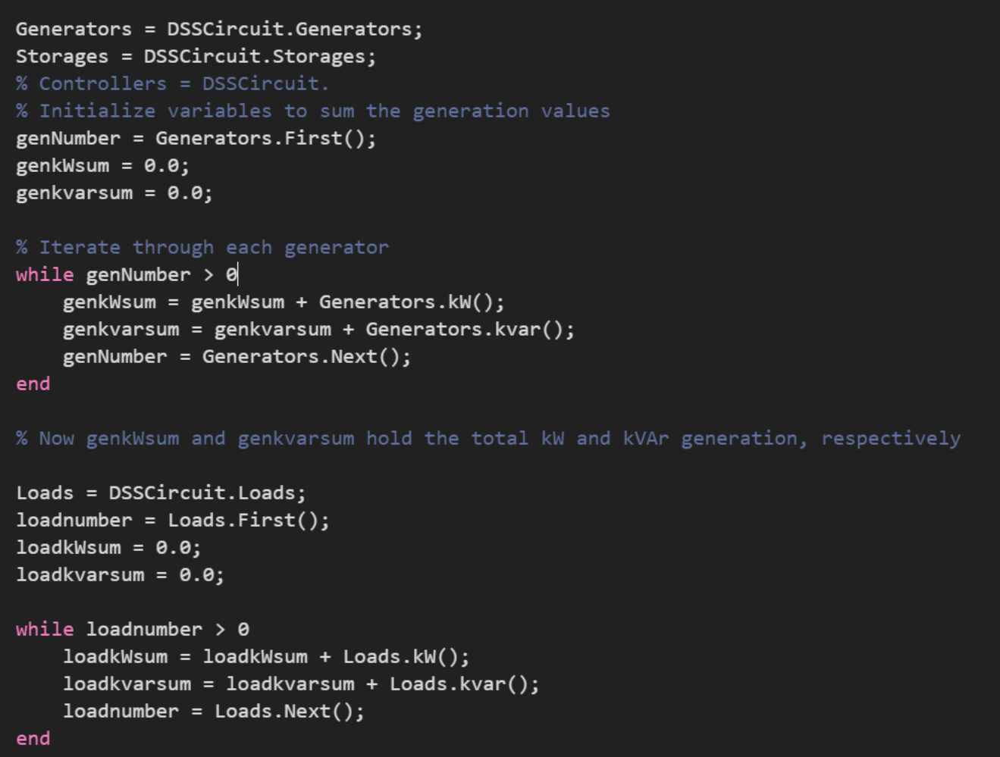 Generators = DSSCircuit.Generators;
Storages = DSSCircuit.Storages;
% Controllers = DSSCircuit.
% Initialize variables to sum the generation values
genNumber = Generators.First();
genkWsum = 0.0;
genkvarsum = 0.0;
% Iterate through each generator
while genNumber > 0
    genkWsum = genkWsum + Generators.kW();
    genkvarsum = genkvarsum + Generators.kvar();
    genNumber = Generators.Next();
end
% Now genkWsum and genkvarsum hold the total kW and kVAr generation, respectively
Loads = DSSCircuit.Loads;
loadnumber = Loads.First();
loadkWsum = 0.0;
loadkvarsum = 0.0;
while loadnumber > 0
    loadkWsum = loadkWsum + Loads.kW();
    loadkvarsum = loadkvarsum + Loads.kvar();
    loadnumber = Loads.Next();
end